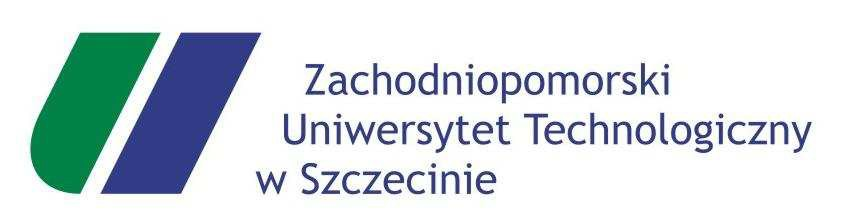 Zachodniopomorski
Uniwersytet Technologiczny
w Szczecinie